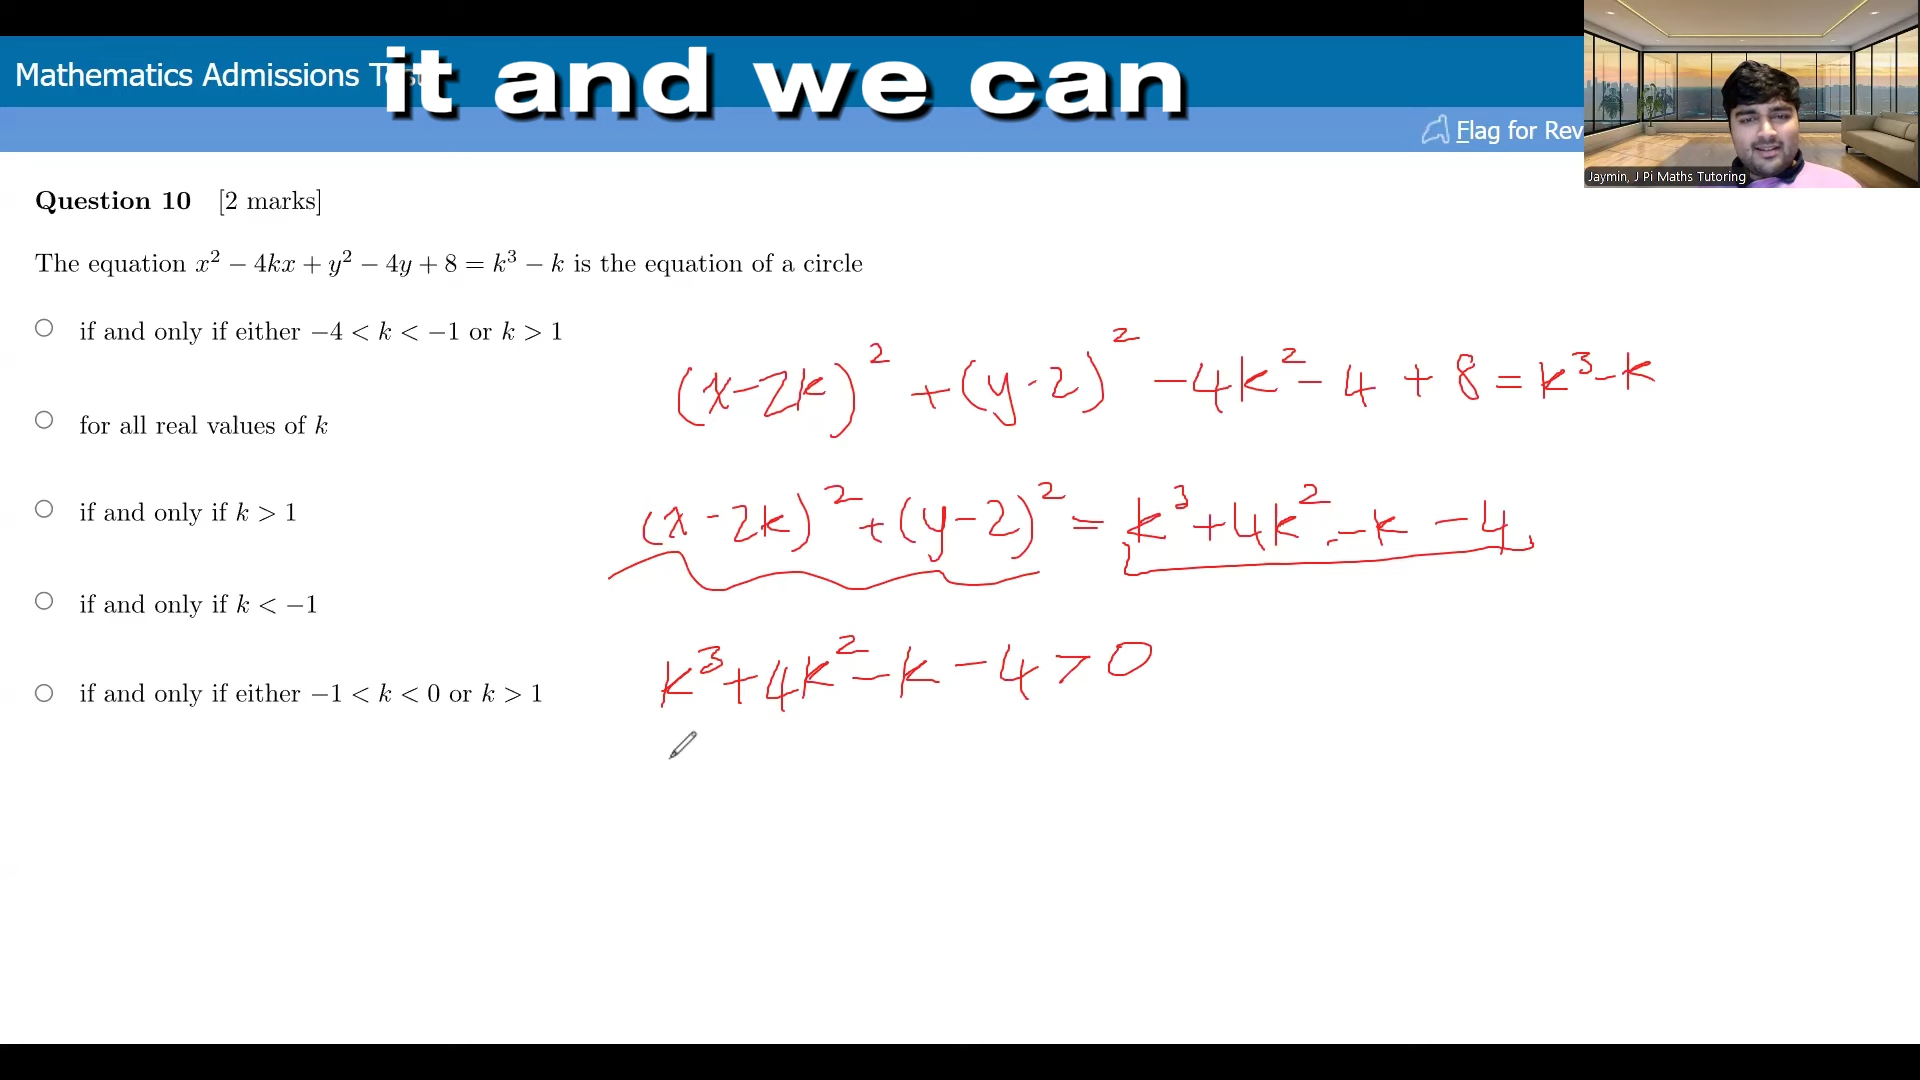 Mathematics Admissions T
it and we can
Flag for Rev
Jaymin, J Pi Maths Tutoring
Question 10 [2 marks]
The equation x² − 4kx + y² − 4y + 8 = k³ − k is the equation of a circle
if and only if either −4 < k < −1 or k > 1
for all real values of k
if and only if k > 1
if and only if k < −1
if and only if either −1 < k < 0 or k > 1
(x-2k)² + (y-2)² - 4k² - 4 + 8 = k³ - k
(x-2k)² + (y-2)² = k³ + 4k² - k - 4
k³ + 4k² - k - 4 > 0